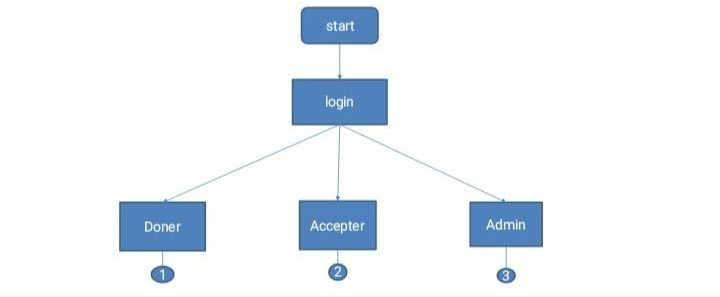 start
login
Doner
Accepter
Admin
1
2
3